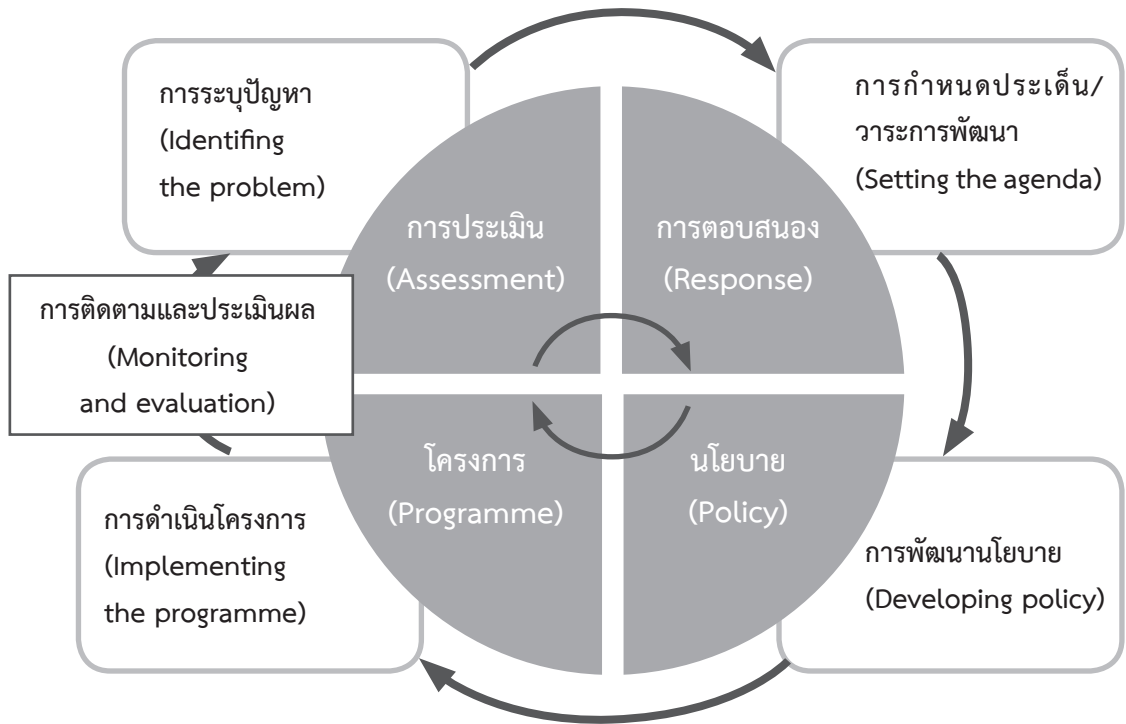 การระบุปัญหา
(Identifing
the problem)
การกำหนดประเด็น/
วาระการพัฒนา
(Setting the agenda)
การประเมิน
(Assessment)
การตอบสนอง
(Response)
การติดตามและประเมินผล
(Monitoring
and evaluation)
โครงการ
(Programme)
นโยบาย
(Policy)
การดำเนินโครงการ
(Implementing
the programme)
การพัฒนานโยบาย
(Developing policy)